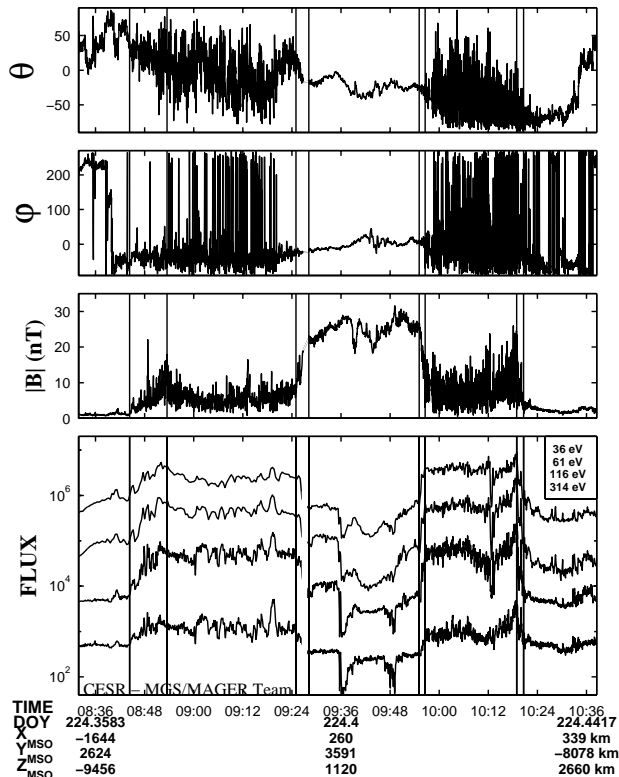 50
0
−50
θ
200
100
0
φ
30
20
10
0
|B| (nT)
36 eV
61 eV
116 eV
314 eV
10^6
10^4
10^2
FLUX
CESR − MGS/MAGER Team
TIME 08:36 08:48 09:00 09:12 09:24 09:36 09:48 10:00 10:12 10:24 10:36
DOY 224.3583 224.4 224.4417
X_MSO −1644 260 339 km
Y_MSO 2624 3591 −8078 km
Z_MSO −9456 1120 2660 km